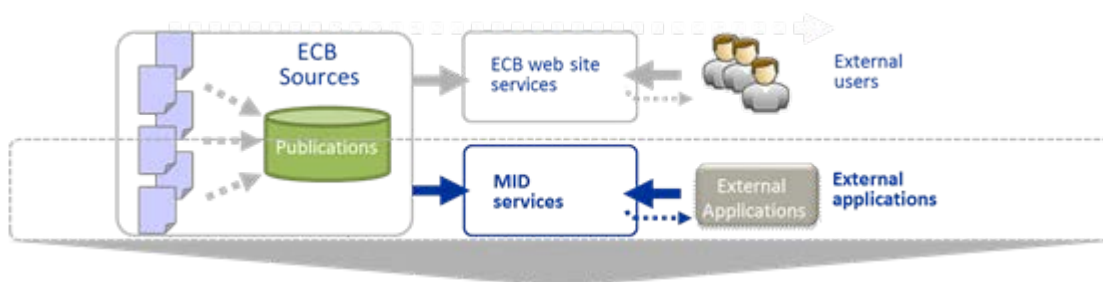 ECB
Sources
Publications
ECB web site
services
External
users
MID
services
External
Applications
External
applications